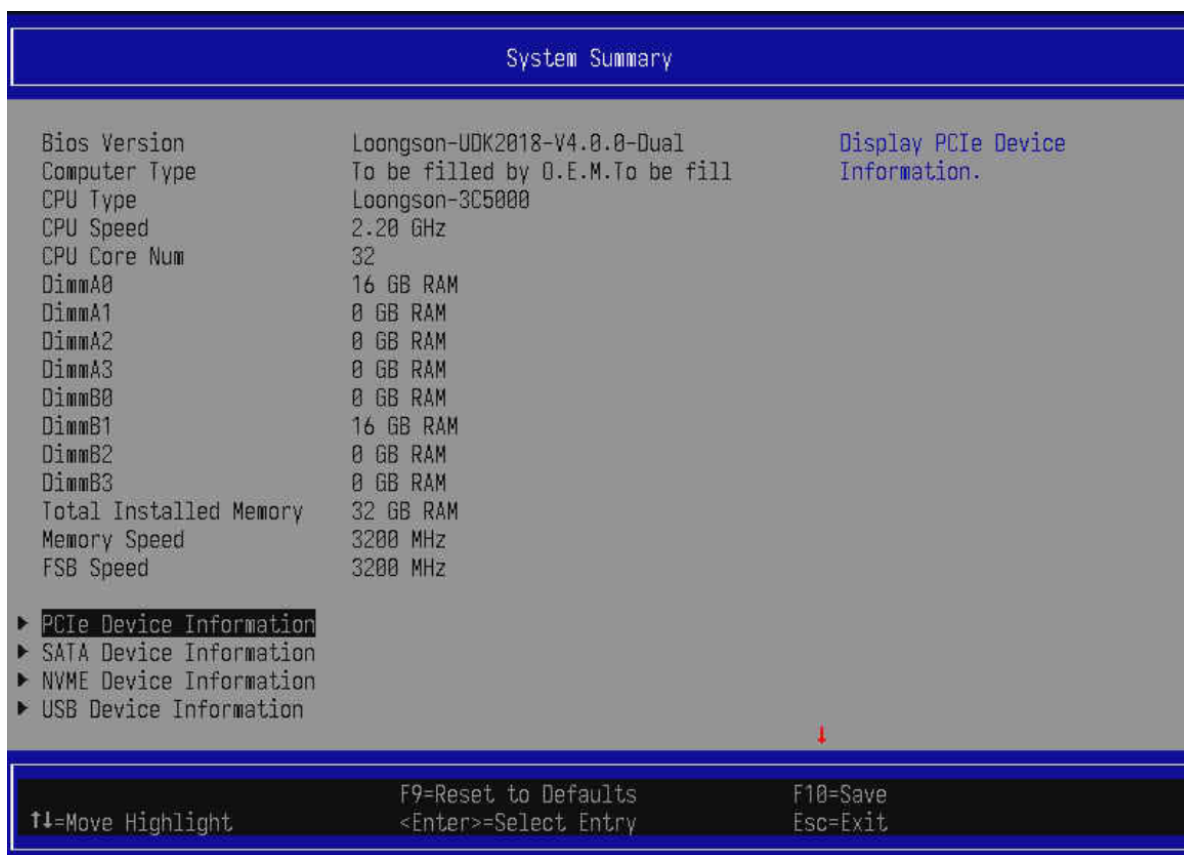 System Summary
Bios Version Loongson-UDK2018-V4.0.0-Dual Display PCIe Device
Computer Type To be filled by O.E.M.To be fill Information.
CPU Type Loongson-3C5000
CPU Speed 2.20 GHz
CPU Core Num 32
DimmA0 16 GB RAM
DimmA1 0 GB RAM
DimmA2 0 GB RAM
DimmA3 0 GB RAM
DimmB0 0 GB RAM
DimmB1 16 GB RAM
DimmB2 0 GB RAM
DimmB3 0 GB RAM
Total Installed Memory 32 GB RAM
Memory Speed 3200 MHz
FSB Speed 3200 MHz
▶ PCIe Device Information
▶ SATA Device Information
▶ NVME Device Information
▶ USB Device Information
↓
F9=Reset to Defaults F10=Save
↑↓=Move Highlight <Enter>=Select Entry Esc=Exit